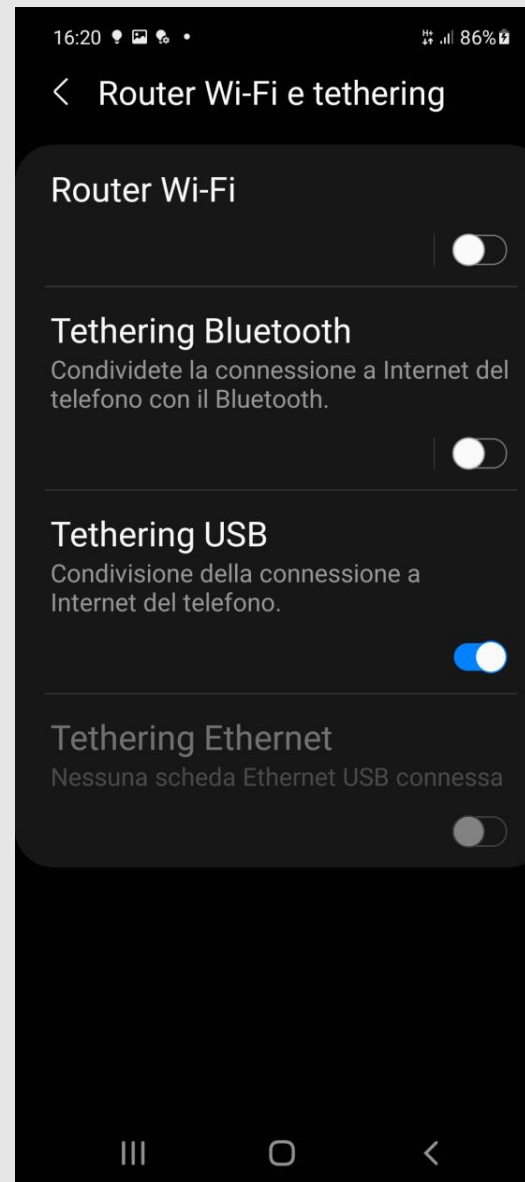 16:20
H+ 86%
Router Wi-Fi e tethering
Router Wi-Fi
Tethering Bluetooth
Condividete la connessione a Internet del
telefono con il Bluetooth.
Tethering USB
Condivisione della connessione a
Internet del telefono.
Tethering Ethernet
Nessuna scheda Ethernet USB connessa